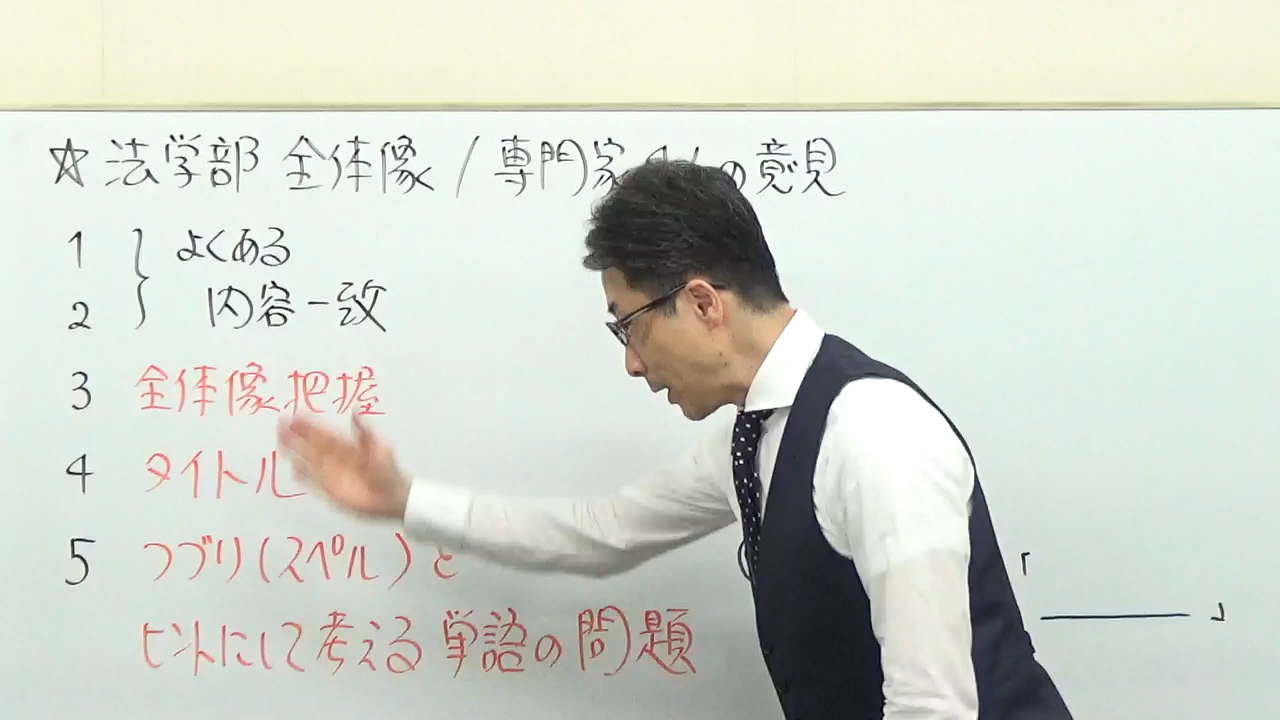 ☆ 法学部 全体像 / 専門家 の意見
1 } よくある
2 内容一致
3 全体像把握
4 タイトル
5 つづり(スペル)と
ヒントにして考える単語の問題
「 」